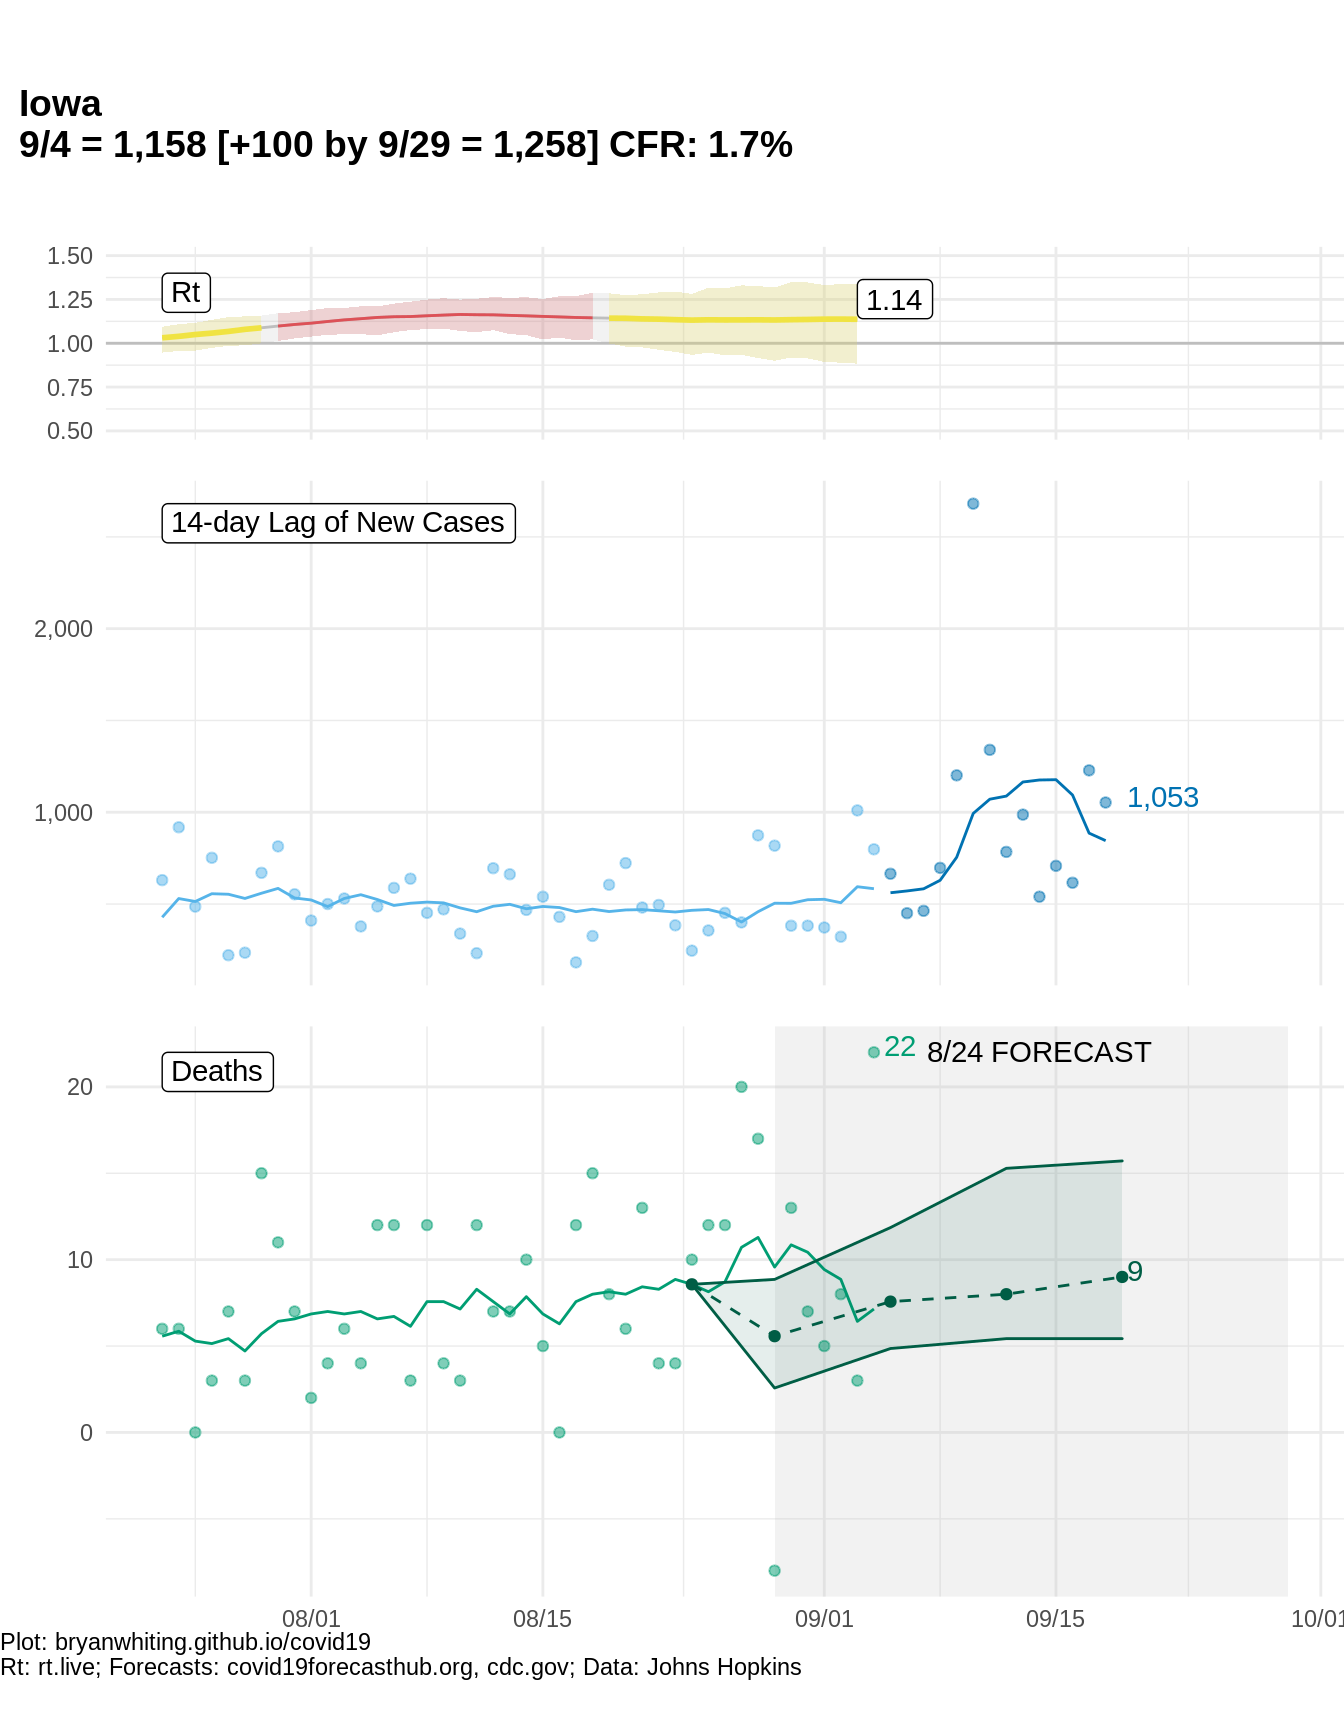 Iowa
9/4 = 1,158 [+100 by 9/29 = 1,258] CFR: 1.7%
1.50
1.25
1.00
0.75
0.50
Rt
1.14
14-day Lag of New Cases
2,000
1,000
1,053
Deaths
22
8/24 FORECAST
20
10
0
9
08/01
08/15
09/01
09/15
10/01
Plot: bryanwhiting.github.io/covid19
Rt: rt.live; Forecasts: covid19forecasthub.org, cdc.gov; Data: Johns Hopkins